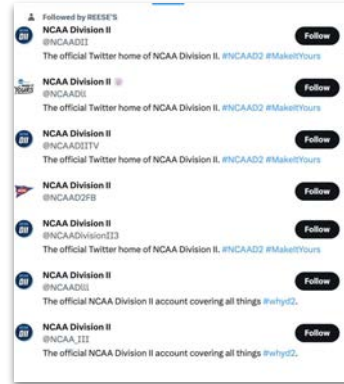 Followed by REESE'S
NCAA Division II
@NCAADII
Follow
The official Twitter home of NCAA Division II. #NCAAD2 #MakeItYours
NCAA Division II
@NCAADll
Follow
The official Twitter home of NCAA Division II. #NCAAD2 #MakeItYours
NCAA Division II
@NCAADIITV
Follow
The official Twitter home of NCAA Division II. #NCAAD2 #MakeItYours
NCAA Division II
@NCAAD2FB
Follow
NCAA Division II
@NCAADivisionII3
Follow
The official Twitter home of NCAA Division II. #NCAAD2 #MakeItYours
NCAA Division II
@NCAADlll
Follow
The official NCAA Division II account covering all things #whyd2.
NCAA Division II
@NCAA_III
Follow
The official NCAA Division II account covering all things #whyd2.